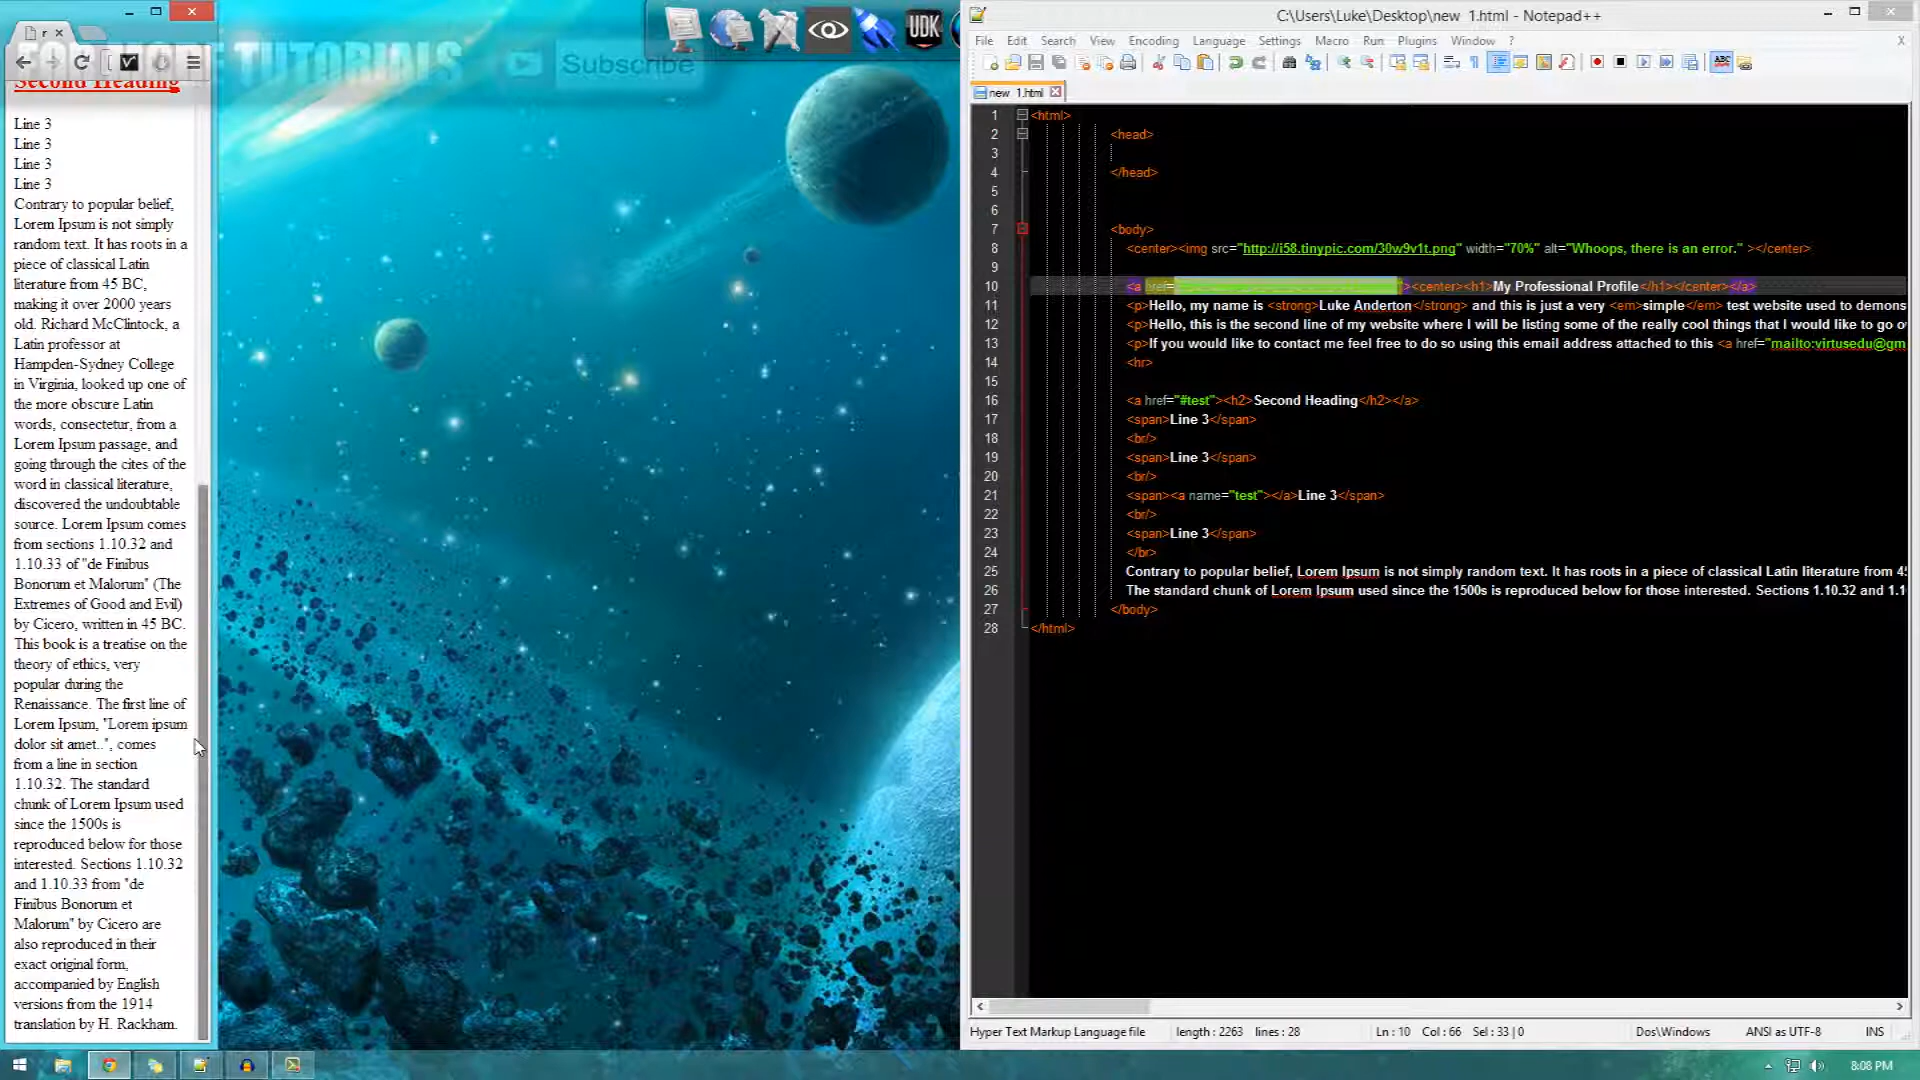 C:\Users\Luke\Desktop\new 1.html - Notepad++
File Edit Search View Encoding Language Settings Macro Run Plugins Window ? X
new 1.html
FOR MORE TUTORIALS
Subscribe
UDK
Second Heading
Line 3
Line 3
Line 3
Line 3
Contrary to popular belief,
Lorem Ipsum is not simply
random text. It has roots in a
piece of classical Latin
literature from 45 BC,
making it over 2000 years
old. Richard McClintock, a
Latin professor at
Hampden-Sydney College
in Virginia, looked up one of
the more obscure Latin
words, consectetur, from a
Lorem Ipsum passage, and
going through the cites of the
word in classical literature,
discovered the undoubtable
source. Lorem Ipsum comes
from sections 1.10.32 and
1.10.33 of "de Finibus
Bonorum et Malorum" (The
Extremes of Good and Evil)
by Cicero, written in 45 BC.
This book is a treatise on the
theory of ethics, very
popular during the
Renaissance. The first line of
Lorem Ipsum, "Lorem ipsum
dolor sit amet..", comes
from a line in section
1.10.32. The standard
chunk of Lorem Ipsum used
since the 1500s is
reproduced below for those
interested. Sections 1.10.32
and 1.10.33 from "de
Finibus Bonorum et
Malorum" by Cicero are
also reproduced in their
exact original form,
accompanied by English
versions from the 1914
translation by H. Rackham.
1 <html>
2 <head>
3
4 </head>
5
6
7 <body>
8 <center><img src="http://i58.tinypic.com/30w9v1t.png" width="70%" alt="Whoops, there is an error." ></center>
9
10 <a href= "><center><h1>My Professional Profile</h1></center></a>
11 <p>Hello, my name is <strong>Luke Anderton</strong> and this is just a very <em>simple</em> test website used to demons
12 <p>Hello, this is the second line of my website where I will be listing some of the really cool things that I would like to go o
13 <p>If you would like to contact me feel free to do so using this email address attached to this <a href="mailto:virtusedu@gm
14 <hr>
15
16 <a href="#test"><h2>Second Heading</h2></a>
17 <span>Line 3</span>
18 <br/>
19 <span>Line 3</span>
20 <br/>
21 <span><a name="test"></a>Line 3</span>
22 <br/>
23 <span>Line 3</span>
24 </br>
25 Contrary to popular belief, Lorem Ipsum is not simply random text. It has roots in a piece of classical Latin literature from 4
26 The standard chunk of Lorem Ipsum used since the 1500s is reproduced below for those interested. Sections 1.10.32 and 1.1
27 </body>
28 </html>
Hyper Text Markup Language file length : 2263 lines : 28 Ln : 10 Col : 66 Sel : 33 | 0 Dos\Windows ANSI as UTF-8 INS
8:08 PM